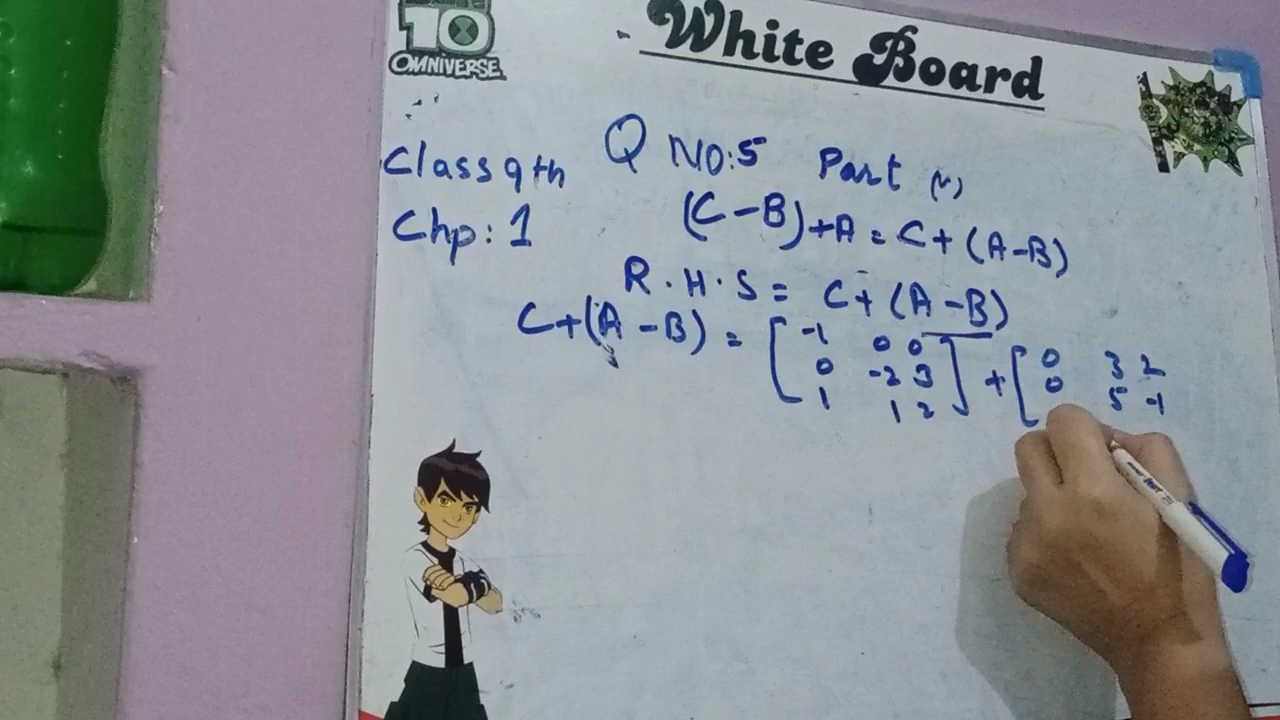 10
OMNIVERSE
White Board
Class 9th
Q NO:5 Part (v)
Chp: 1
(C-B)+A = C+(A-B)
R.H.S = C+(A-B)
C+(A-B) = [ -1 0 0 ] + [ 0 3 2
0 -2 3 0 5 -1
1 1 2